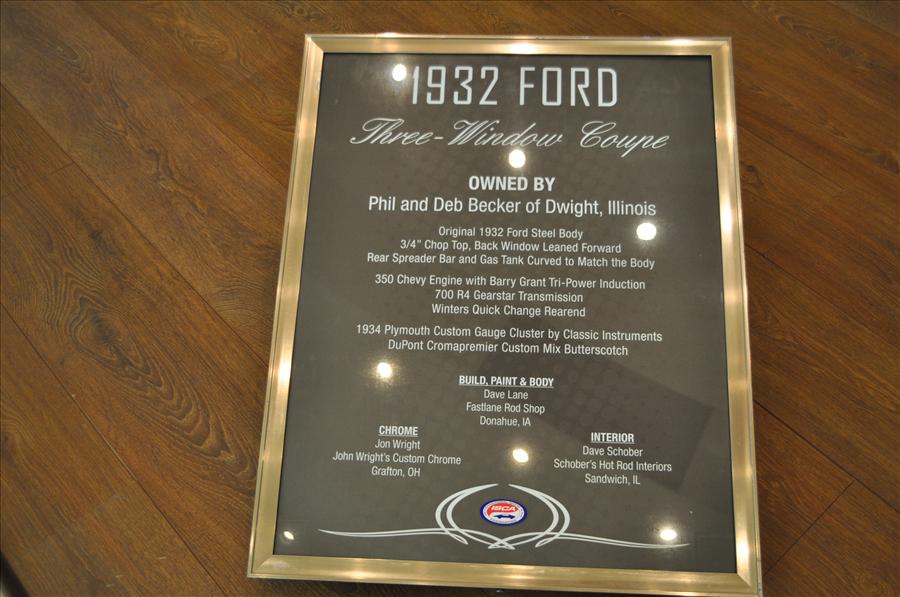 1932 FORD
Three-Window Coupe
OWNED BY
Phil and Deb Becker of Dwight, Illinois
Original 1932 Ford Steel Body
3/4" Chop Top, Back Window Leaned Forward
Rear Spreader Bar and Gas Tank Curved to Match the Body
350 Chevy Engine with Barry Grant Tri-Power Induction
700 R4 Gearstar Transmission
Winters Quick Change Rearend
1934 Plymouth Custom Gauge Cluster by Classic Instruments
DuPont Cromapremier Custom Mix Butterscotch
BUILD, PAINT & BODY
Dave Lane
Fastlane Rod Shop
Donahue, IA
CHROME
Jon Wright
John Wright's Custom Chrome
Grafton, OH
INTERIOR
Dave Schober
Schober's Hot Rod Interiors
Sandwich, IL
ISCA